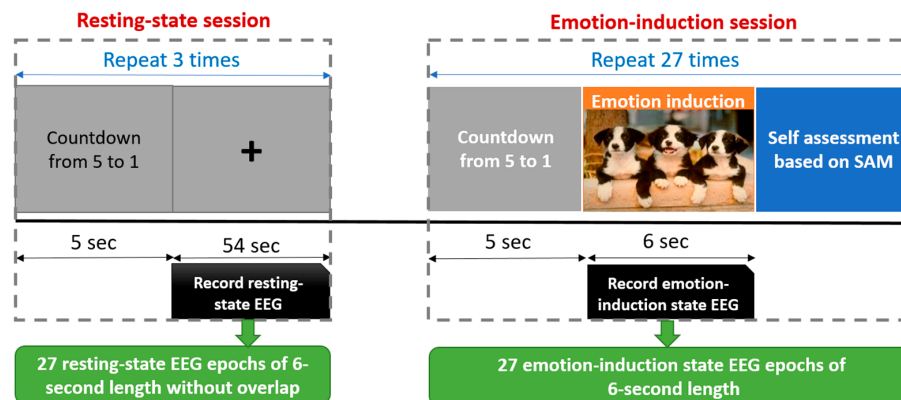 Resting-state session
Repeat 3 times
Countdown
from 5 to 1
+
5 sec
54 sec
Record resting-
state EEG
27 resting-state EEG epochs of 6-
second length without overlap
Emotion-induction session
Repeat 27 times
Countdown
from 5 to 1
Emotion induction
Self assessment
based on SAM
5 sec
6 sec
Record emotion-
induction state EEG
27 emotion-induction state EEG epochs of
6-second length